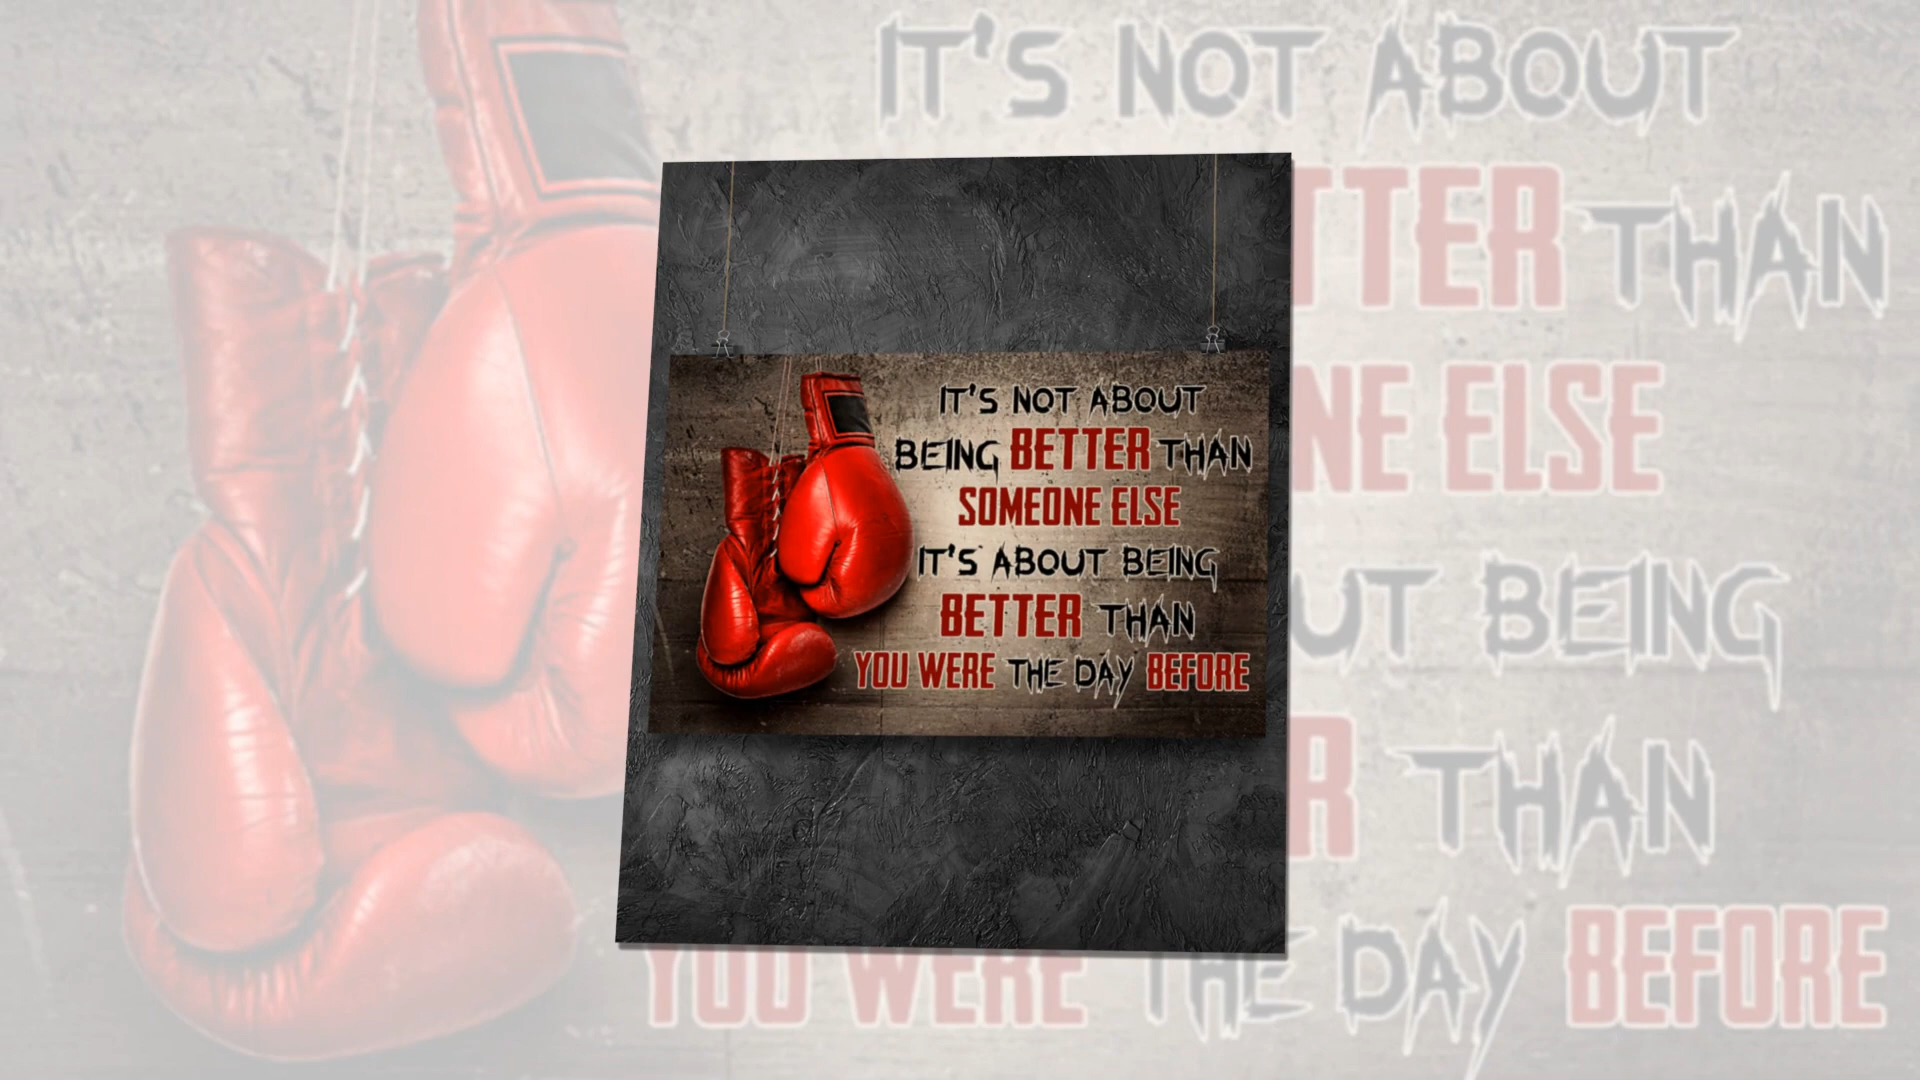 IT'S NOT ABOUT
BEING BETTER THAN
SOMEONE ELSE
IT'S ABOUT BEING
BETTER THAN
YOU WERE THE DAY BEFORE